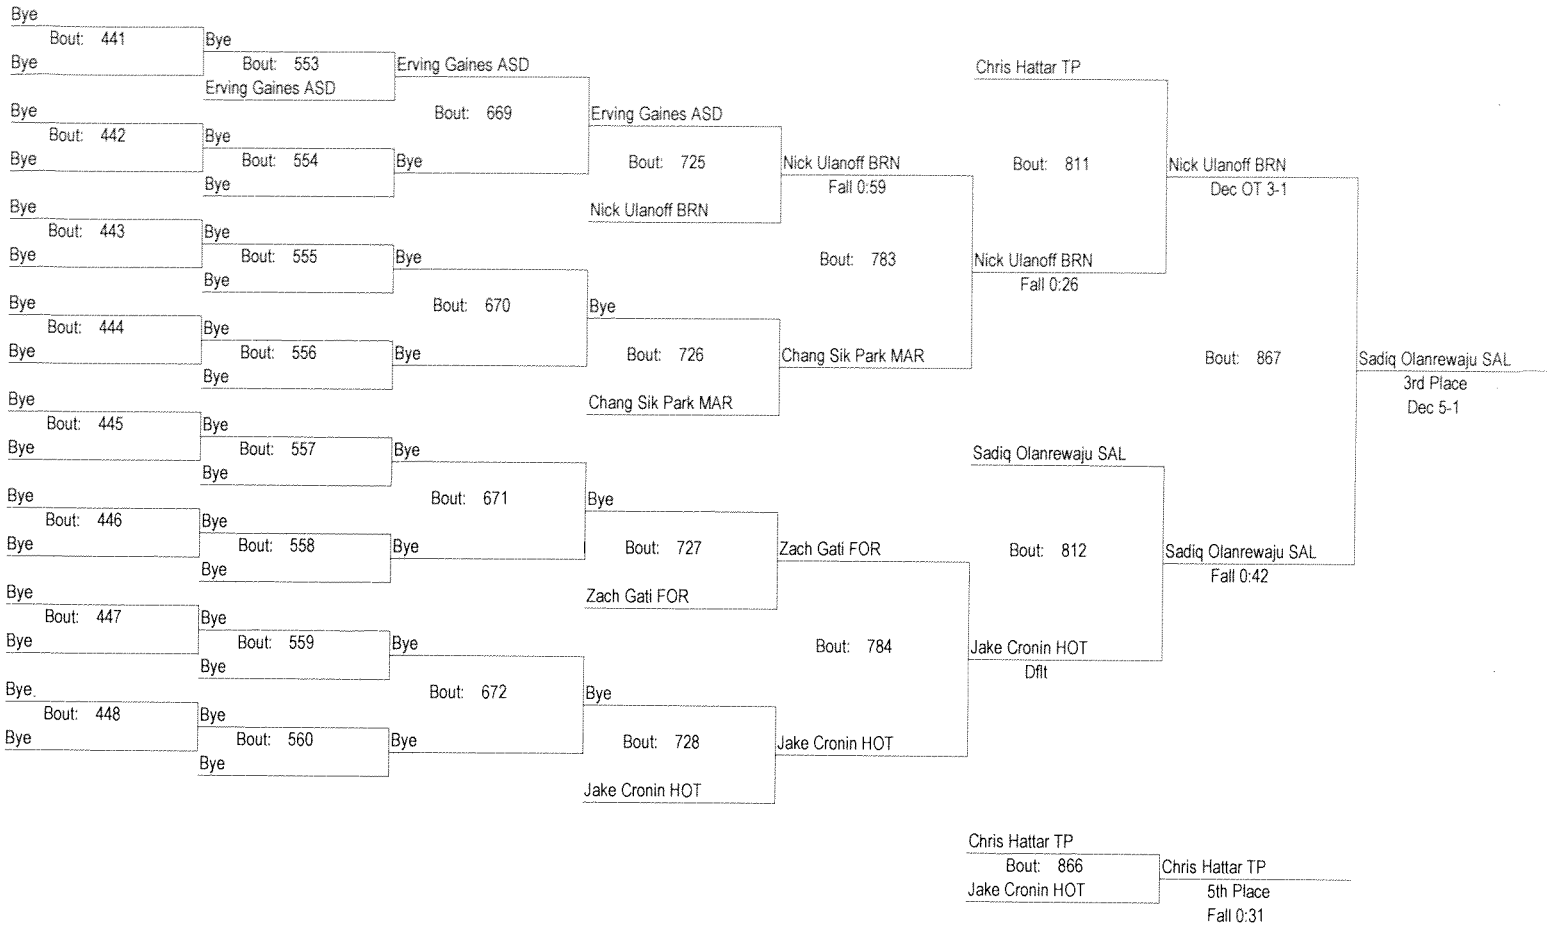 Bye
Bout: 441
Bye
Bye
Bout: 442
Bye
Bye
Bout: 443
Bye
Bye
Bout: 444
Bye
Bye
Bout: 445
Bye
Bye
Bout: 446
Bye
Bye
Bout: 447
Bye
Bye
Bout: 448
Bye
Bye
Bout: 553
Erving Gaines ASD
Bye
Bout: 554
Bye
Bye
Bout: 555
Bye
Bye
Bout: 556
Bye
Bye
Bout: 557
Bye
Bye
Bout: 558
Bye
Bye
Bout: 559
Bye
Bye
Bout: 560
Bye
Erving Gaines ASD
Bout: 669
Bye
Bye
Bout: 670
Bye
Bye
Bout: 671
Bye
Bye
Bout: 672
Bye
Erving Gaines ASD
Bout: 725
Nick Ulanoff BRN
Bye
Bout: 726
Chang Sik Park MAR
Bye
Bout: 727
Zach Gati FOR
Bye
Bout: 728
Jake Cronin HOT
Nick Ulanoff BRN
Fall 0:59
Bout: 783
Chang Sik Park MAR
Zach Gati FOR
Bout: 784
Jake Cronin HOT
Chris Hattar TP
Bout: 811
Nick Ulanoff BRN
Fall 0:26
Sadiq Olanrewaju SAL
Bout: 812
Jake Cronin HOT
Dflt
Nick Ulanoff BRN
Dec OT 3-1
Bout: 867
Sadiq Olanrewaju SAL
Fall 0:42
Sadiq Olanrewaju SAL
3rd Place
Dec 5-1
Chris Hattar TP
Bout: 866
Jake Cronin HOT
Chris Hattar TP
5th Place
Fall 0:31